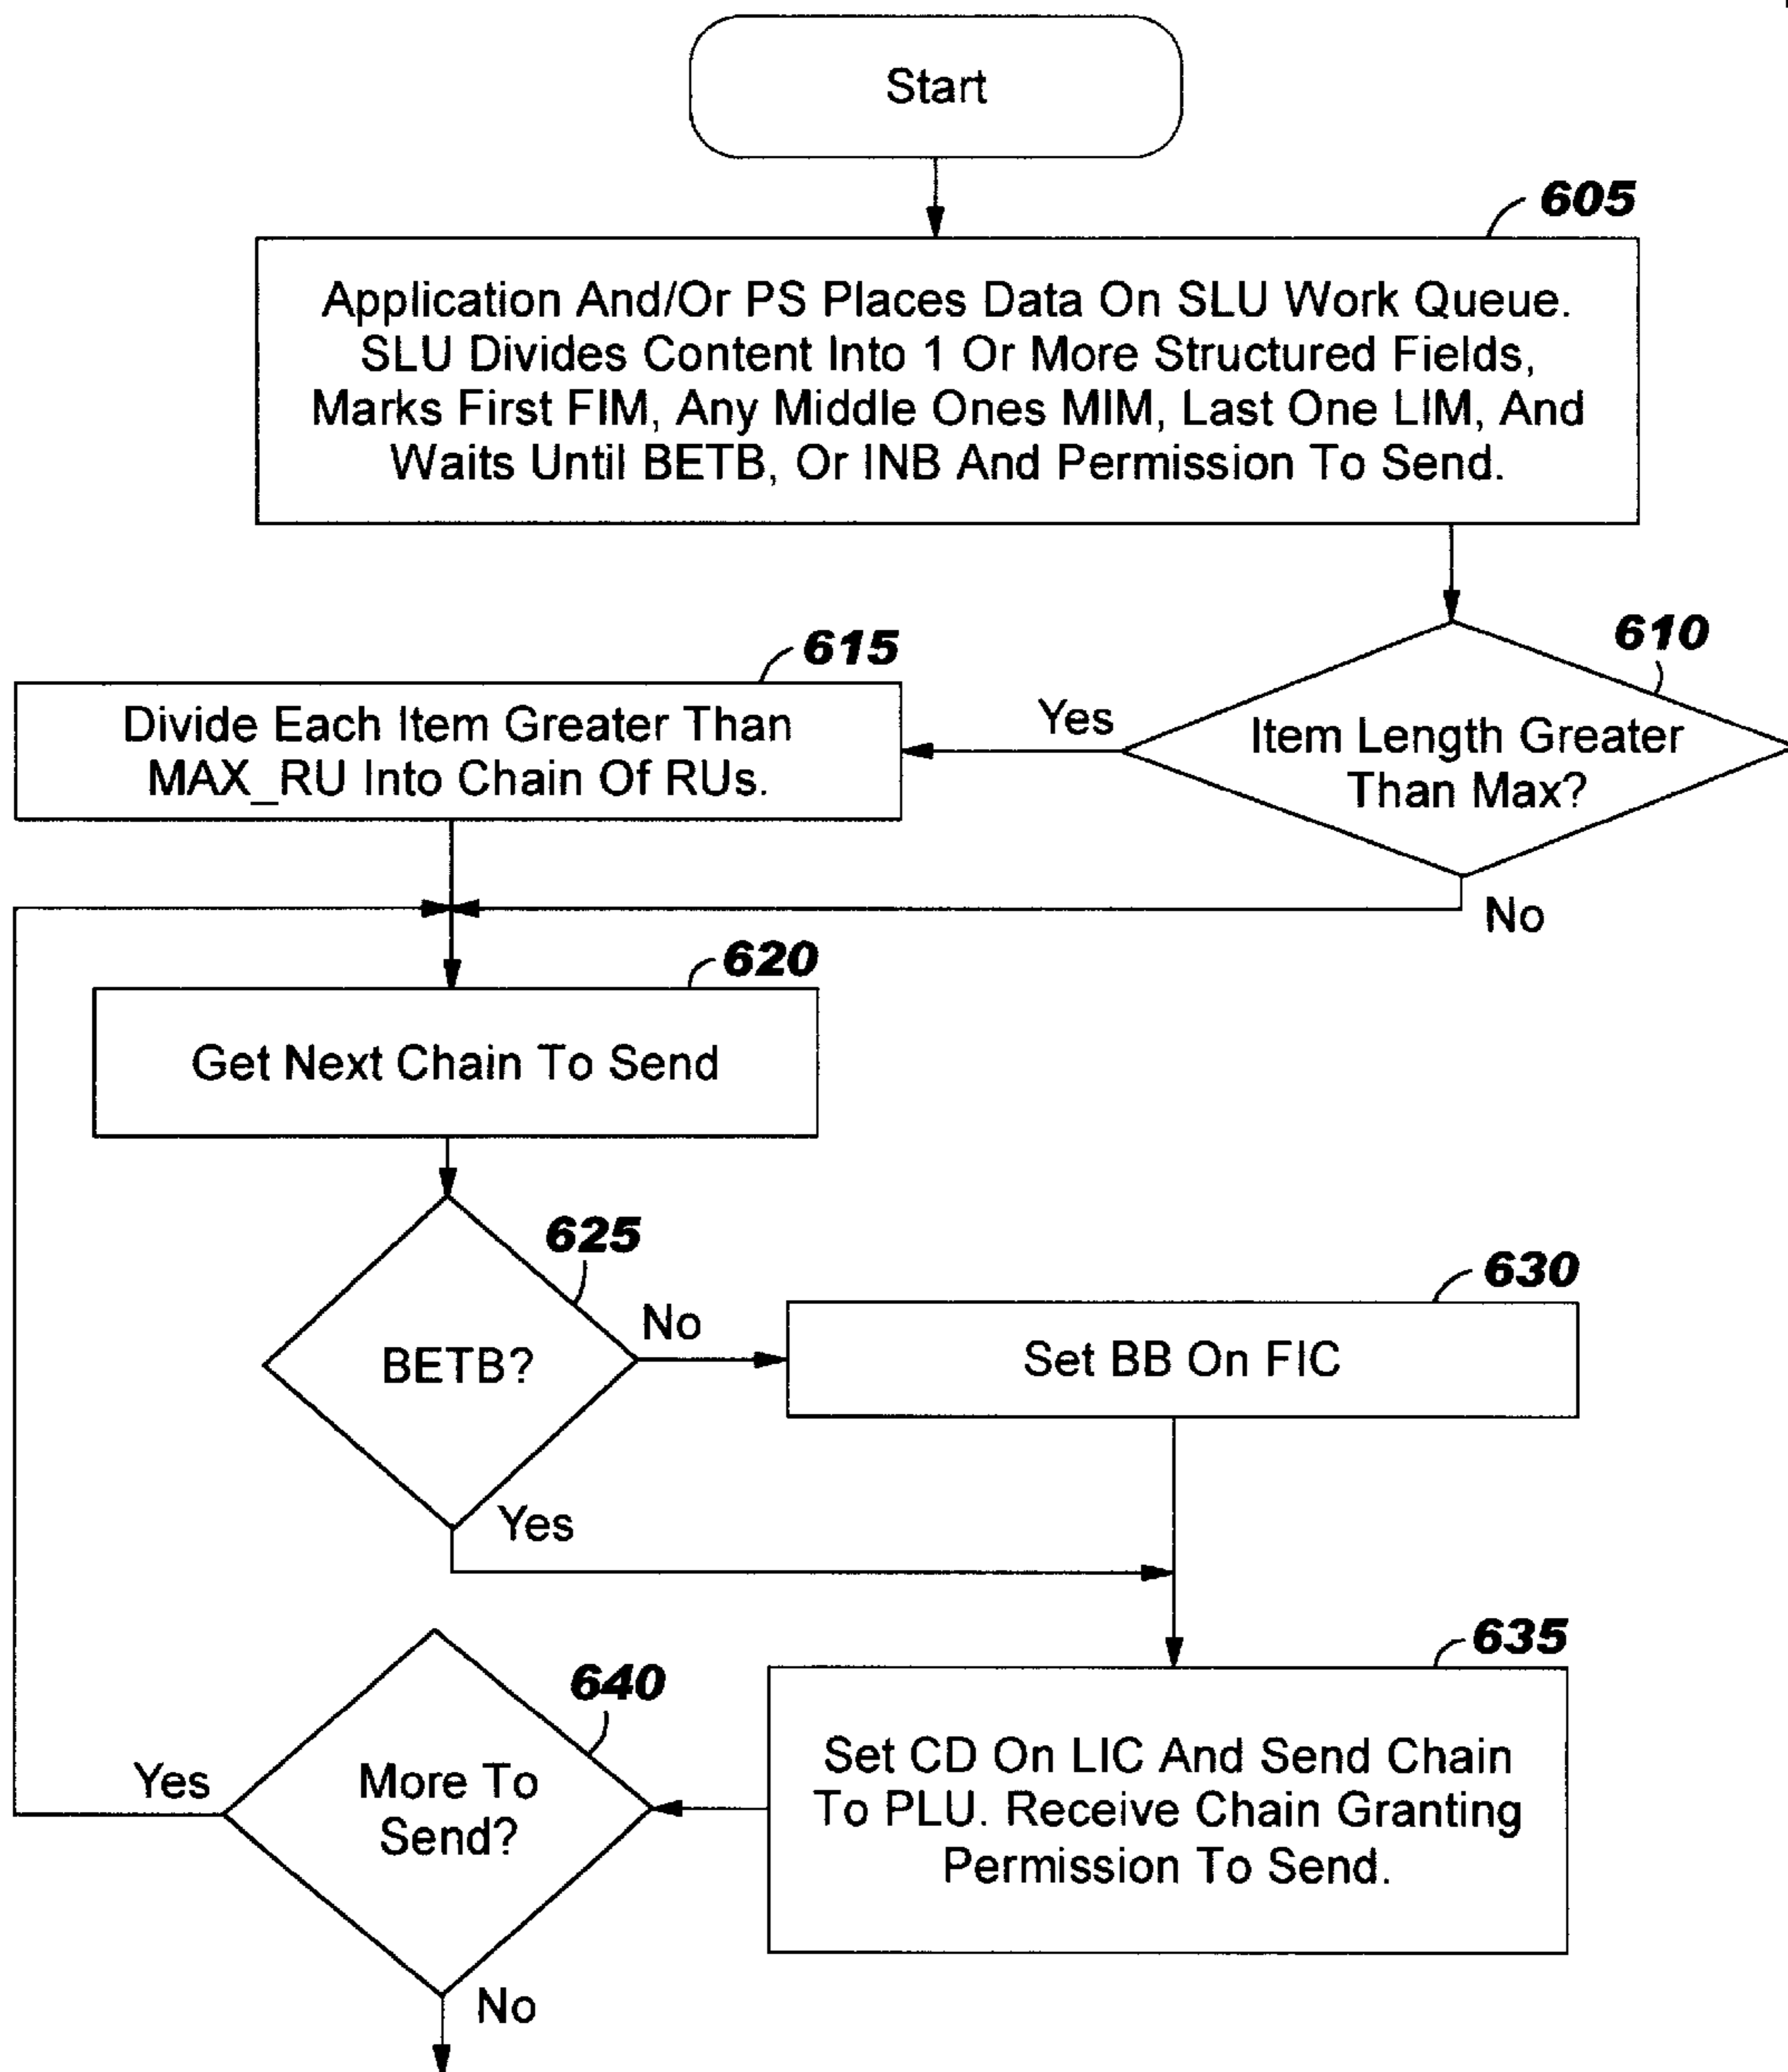 Start
605
Application And/Or PS Places Data On SLU Work Queue.
SLU Divides Content Into 1 Or More Structured Fields,
Marks First FIM, Any Middle Ones MIM, Last One LIM, And
Waits Until BETB, Or INB And Permission To Send.
610
Item Length Greater
Than Max?
Yes
No
615
Divide Each Item Greater Than
MAX_RU Into Chain Of RUs.
620
Get Next Chain To Send
625
BETB?
No
Yes
630
Set BB On FIC
635
Set CD On LIC And Send Chain
To PLU. Receive Chain Granting
Permission To Send.
640
More To
Send?
Yes
No